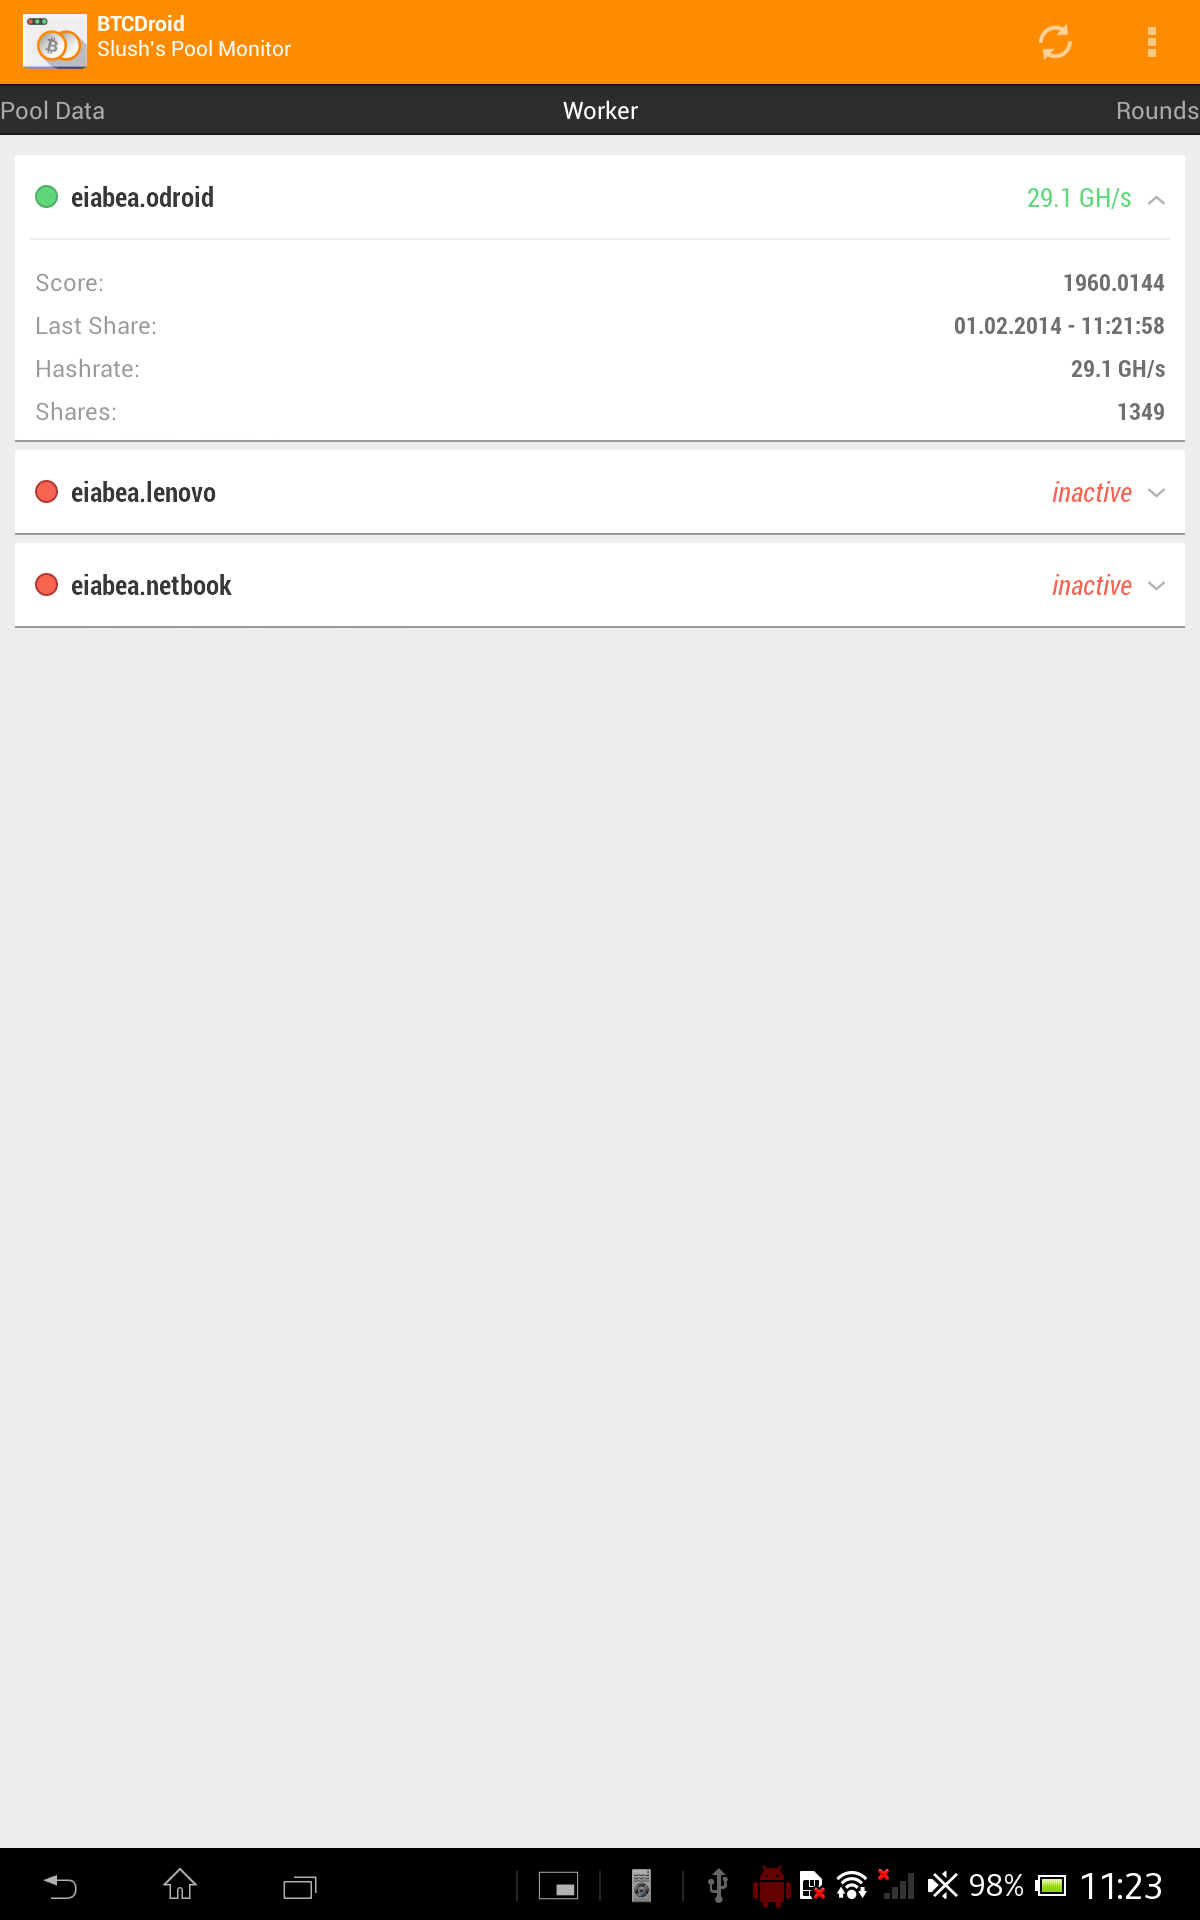 BTCDroid
Slush's Pool Monitor
Pool Data Worker Rounds
eiabea.odroid 29.1 GH/s
Score: 1960.0144
Last Share: 01.02.2014 - 11:21:58
Hashrate: 29.1 GH/s
Shares: 1349
eiabea.lenovo inactive
eiabea.netbook inactive
98% 11:23